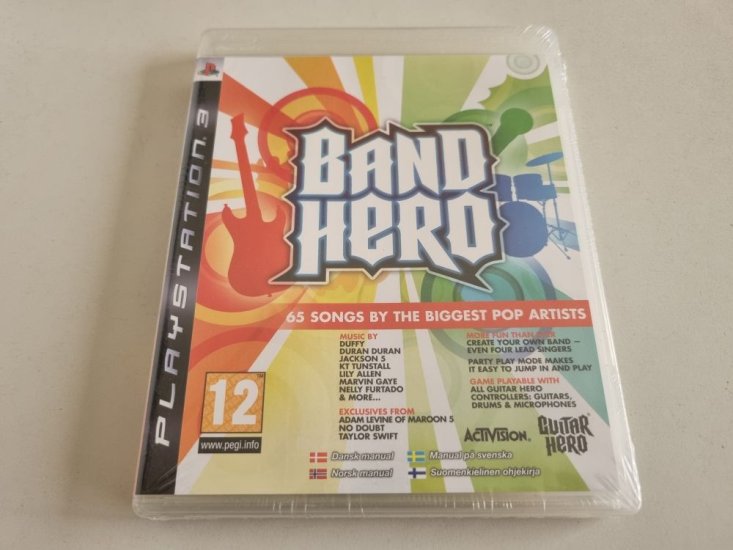 PLAYSTATION 3
BAND
HERO
65 SONGS BY THE BIGGEST POP ARTISTS
MUSIC BY
DUFFY
DURAN DURAN
JACKSON 5
KT TUNSTALL
LILY ALLEN
MARVIN GAYE
NELLY FURTADO
& MORE...
EXCLUSIVES FROM
ADAM LEVINE OF MAROON 5
NO DOUBT
TAYLOR SWIFT
MORE FUN THAN EVER
CREATE YOUR OWN BAND –
EVEN FOUR LEAD SINGERS
PARTY PLAY MODE MAKES
IT EASY TO JUMP IN AND PLAY
GAME PLAYABLE WITH
ALL GUITAR HERO
CONTROLLERS: GUITARS,
DRUMS & MICROPHONES
12
www.pegi.info
ACTIVISION.
GUITAR
HERO
Dansk manual
Manual på svenska
Norsk manual
Suomenkielinen ohjekirja